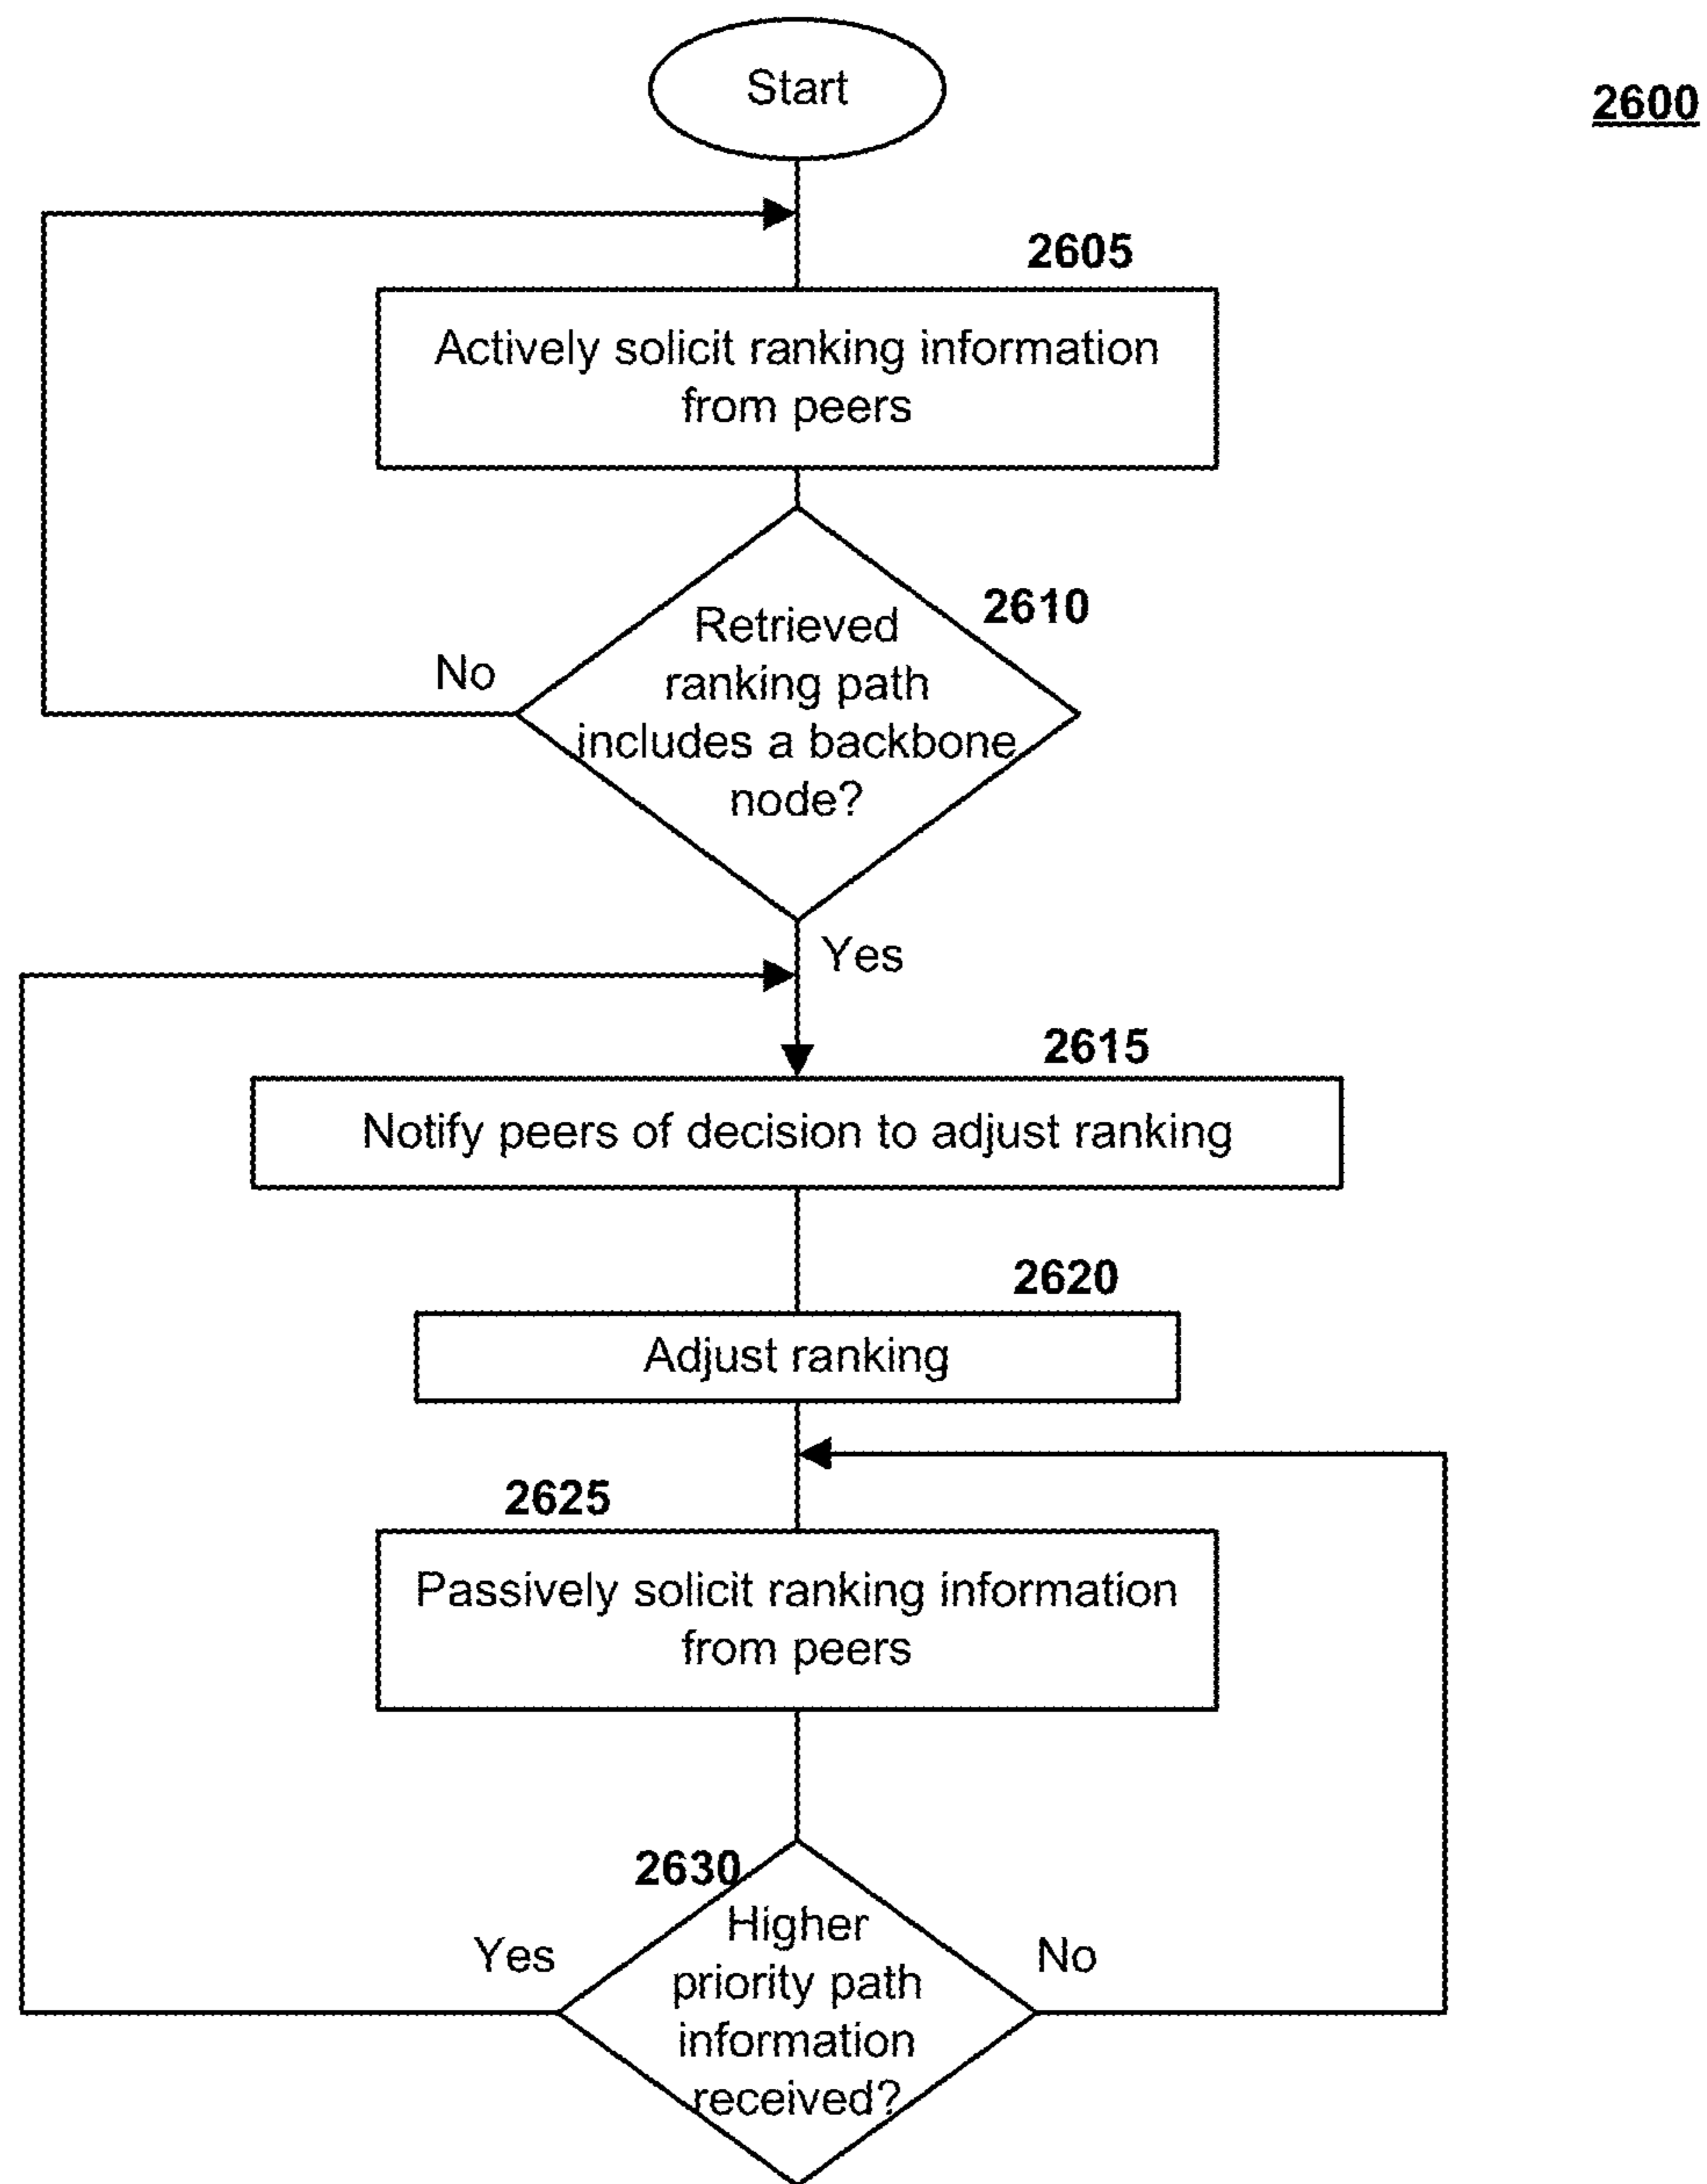 Start
2600
2605
Actively solicit ranking information
from peers
2610
Retrieved
ranking path
includes a backbone
node?
No
Yes
2615
Notify peers of decision to adjust ranking
2620
Adjust ranking
2625
Passively solicit ranking information
from peers
2630
Higher
priority path
information
received?
Yes
No